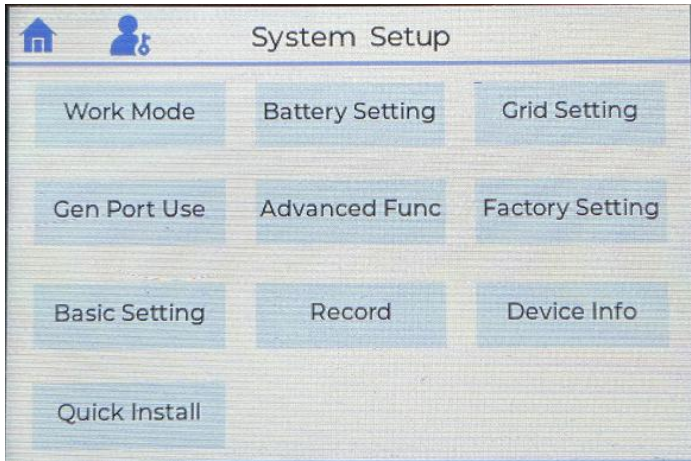 System Setup
Work Mode
Battery Setting
Grid Setting
Gen Port Use
Advanced Func
Factory Setting
Basic Setting
Record
Device Info
Quick Install